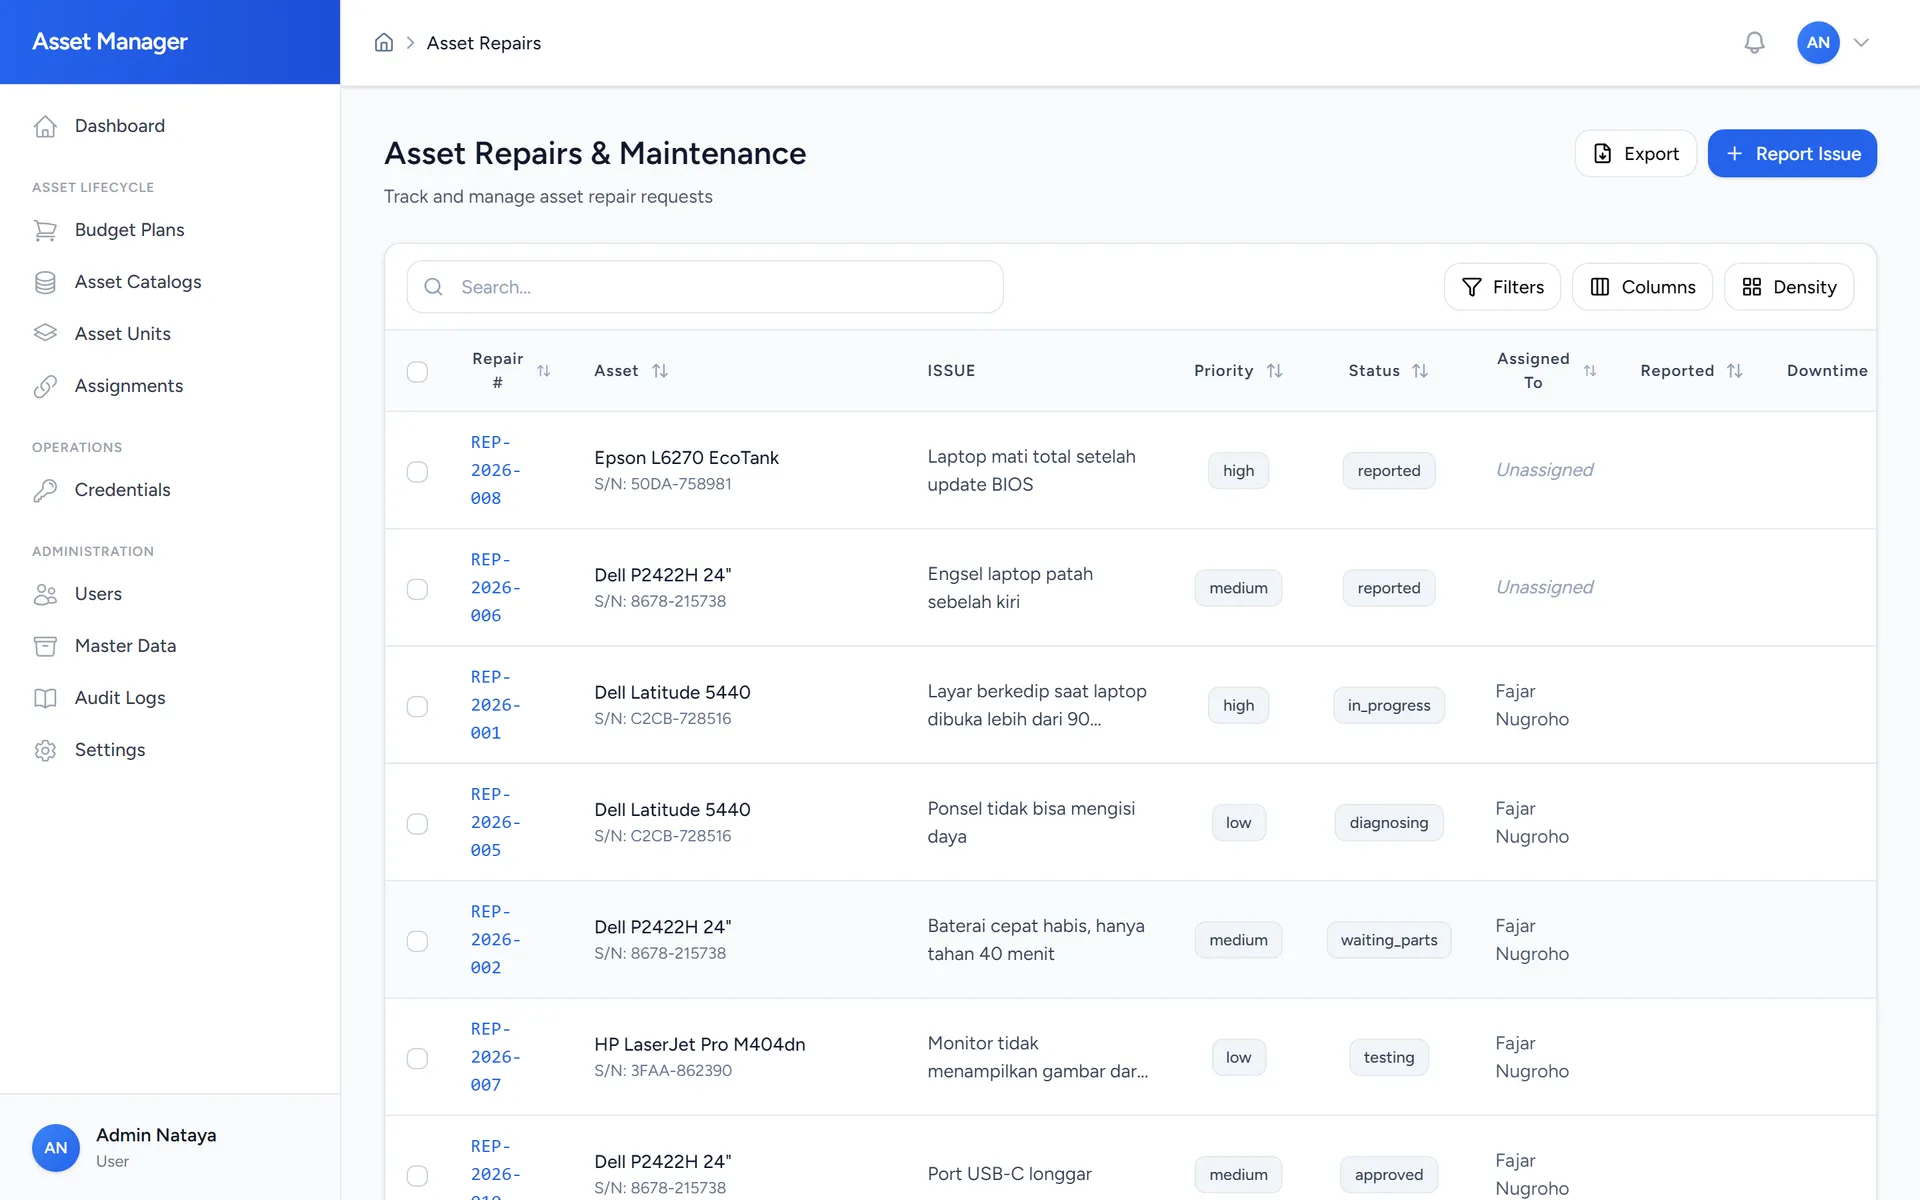 Asset Manager
Asset Repairs
AN
Dashboard
ASSET LIFECYCLE
Budget Plans
Asset Catalogs
Asset Units
Assignments
OPERATIONS
Credentials
ADMINISTRATION
Users
Master Data
Audit Logs
Settings
AN
Admin Nataya
User
Asset Repairs & Maintenance
Track and manage asset repair requests
Export
Report Issue
Search...
Filters
Columns
Density
Repair
#
Asset
ISSUE
Priority
Status
Assigned
To
Reported
Downtime
REP-
2026-
008
Epson L6270 EcoTank
S/N: 50DA-758981
Laptop mati total setelah
update BIOS
high
reported
Unassigned
REP-
2026-
006
Dell P2422H 24"
S/N: 8678-215738
Engsel laptop patah
sebelah kiri
medium
reported
Unassigned
REP-
2026-
001
Dell Latitude 5440
S/N: C2CB-728516
Layar berkedip saat laptop
dibuka lebih dari 90...
high
in_progress
Fajar
Nugroho
REP-
2026-
005
Dell Latitude 5440
S/N: C2CB-728516
Ponsel tidak bisa mengisi
daya
low
diagnosing
Fajar
Nugroho
REP-
2026-
002
Dell P2422H 24"
S/N: 8678-215738
Baterai cepat habis, hanya
tahan 40 menit
medium
waiting_parts
Fajar
Nugroho
REP-
2026-
007
HP LaserJet Pro M404dn
S/N: 3FAA-862390
Monitor tidak
menampilkan gambar dar...
low
testing
Fajar
Nugroho
REP-
2026-
010
Dell P2422H 24"
S/N: 8678-215738
Port USB-C longgar
medium
approved
Fajar
Nugroho